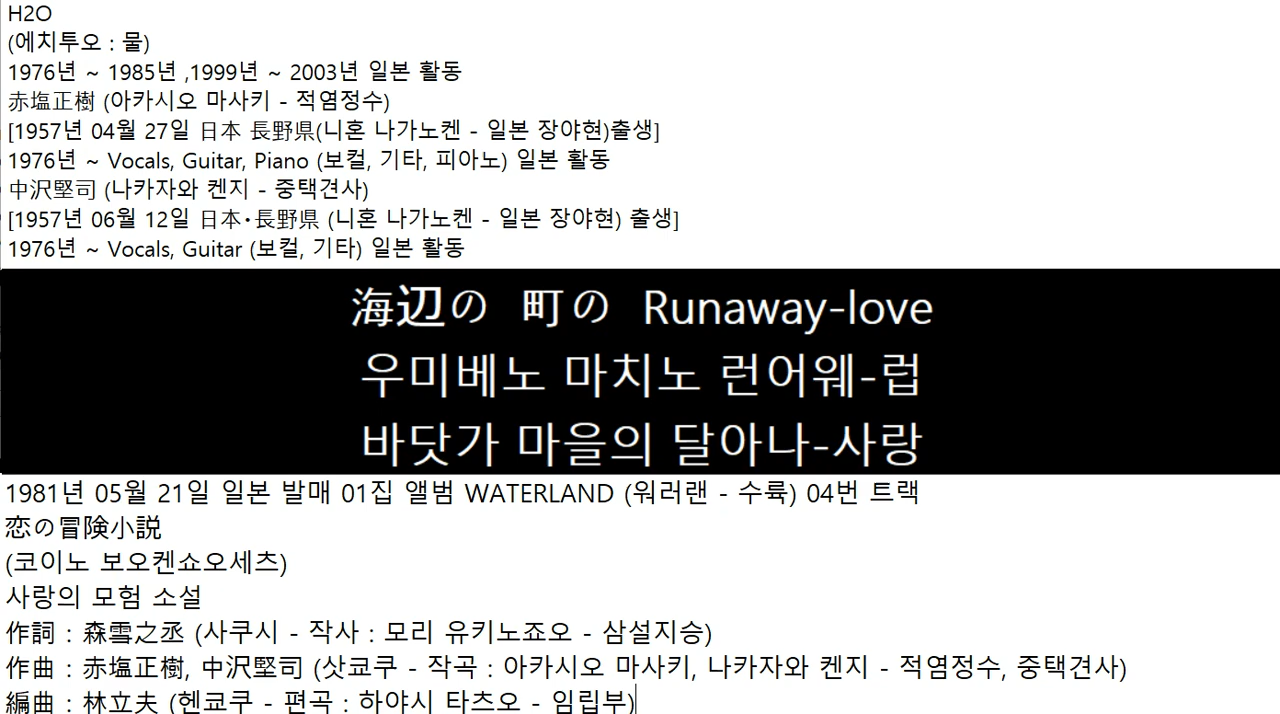 H2O
(에치투오 : 물)
1976년 ~ 1985년 ,1999년 ~ 2003년 일본 활동
赤塩正樹 (아카시오 마사키 - 적염정수)
[1957년 04월 27일 日本 長野県(니혼 나가노켄 - 일본 장야현)출생]
1976년 ~ Vocals, Guitar, Piano (보컬, 기타, 피아노) 일본 활동
中沢堅司 (나카자와 켄지 - 중택견사)
[1957년 06월 12일 日本・長野県 (니혼 나가노켄 - 일본 장야현) 출생]
1976년 ~ Vocals, Guitar (보컬, 기타) 일본 활동
海辺の 町の Runaway-love
우미베노 마치노 런어웨-럽
바닷가 마을의 달아나-사랑
1981년 05월 21일 일본 발매 01집 앨범 WATERLAND (워러랜 - 수륙) 04번 트랙
恋の冒険小説
(코이노 보오켄쇼오세츠)
사랑의 모험 소설
作詞 : 森雪之丞 (사쿠시 - 작사 : 모리 유키노죠오 - 삼설지승)
作曲 : 赤塩正樹, 中沢堅司 (삿쿄쿠 - 작곡 : 아카시오 마사키, 나카자와 켄지 - 적염정수, 중택견사)
編曲 : 林立夫 (헨쿄쿠 - 편곡 : 하야시 타츠오 - 임립부)